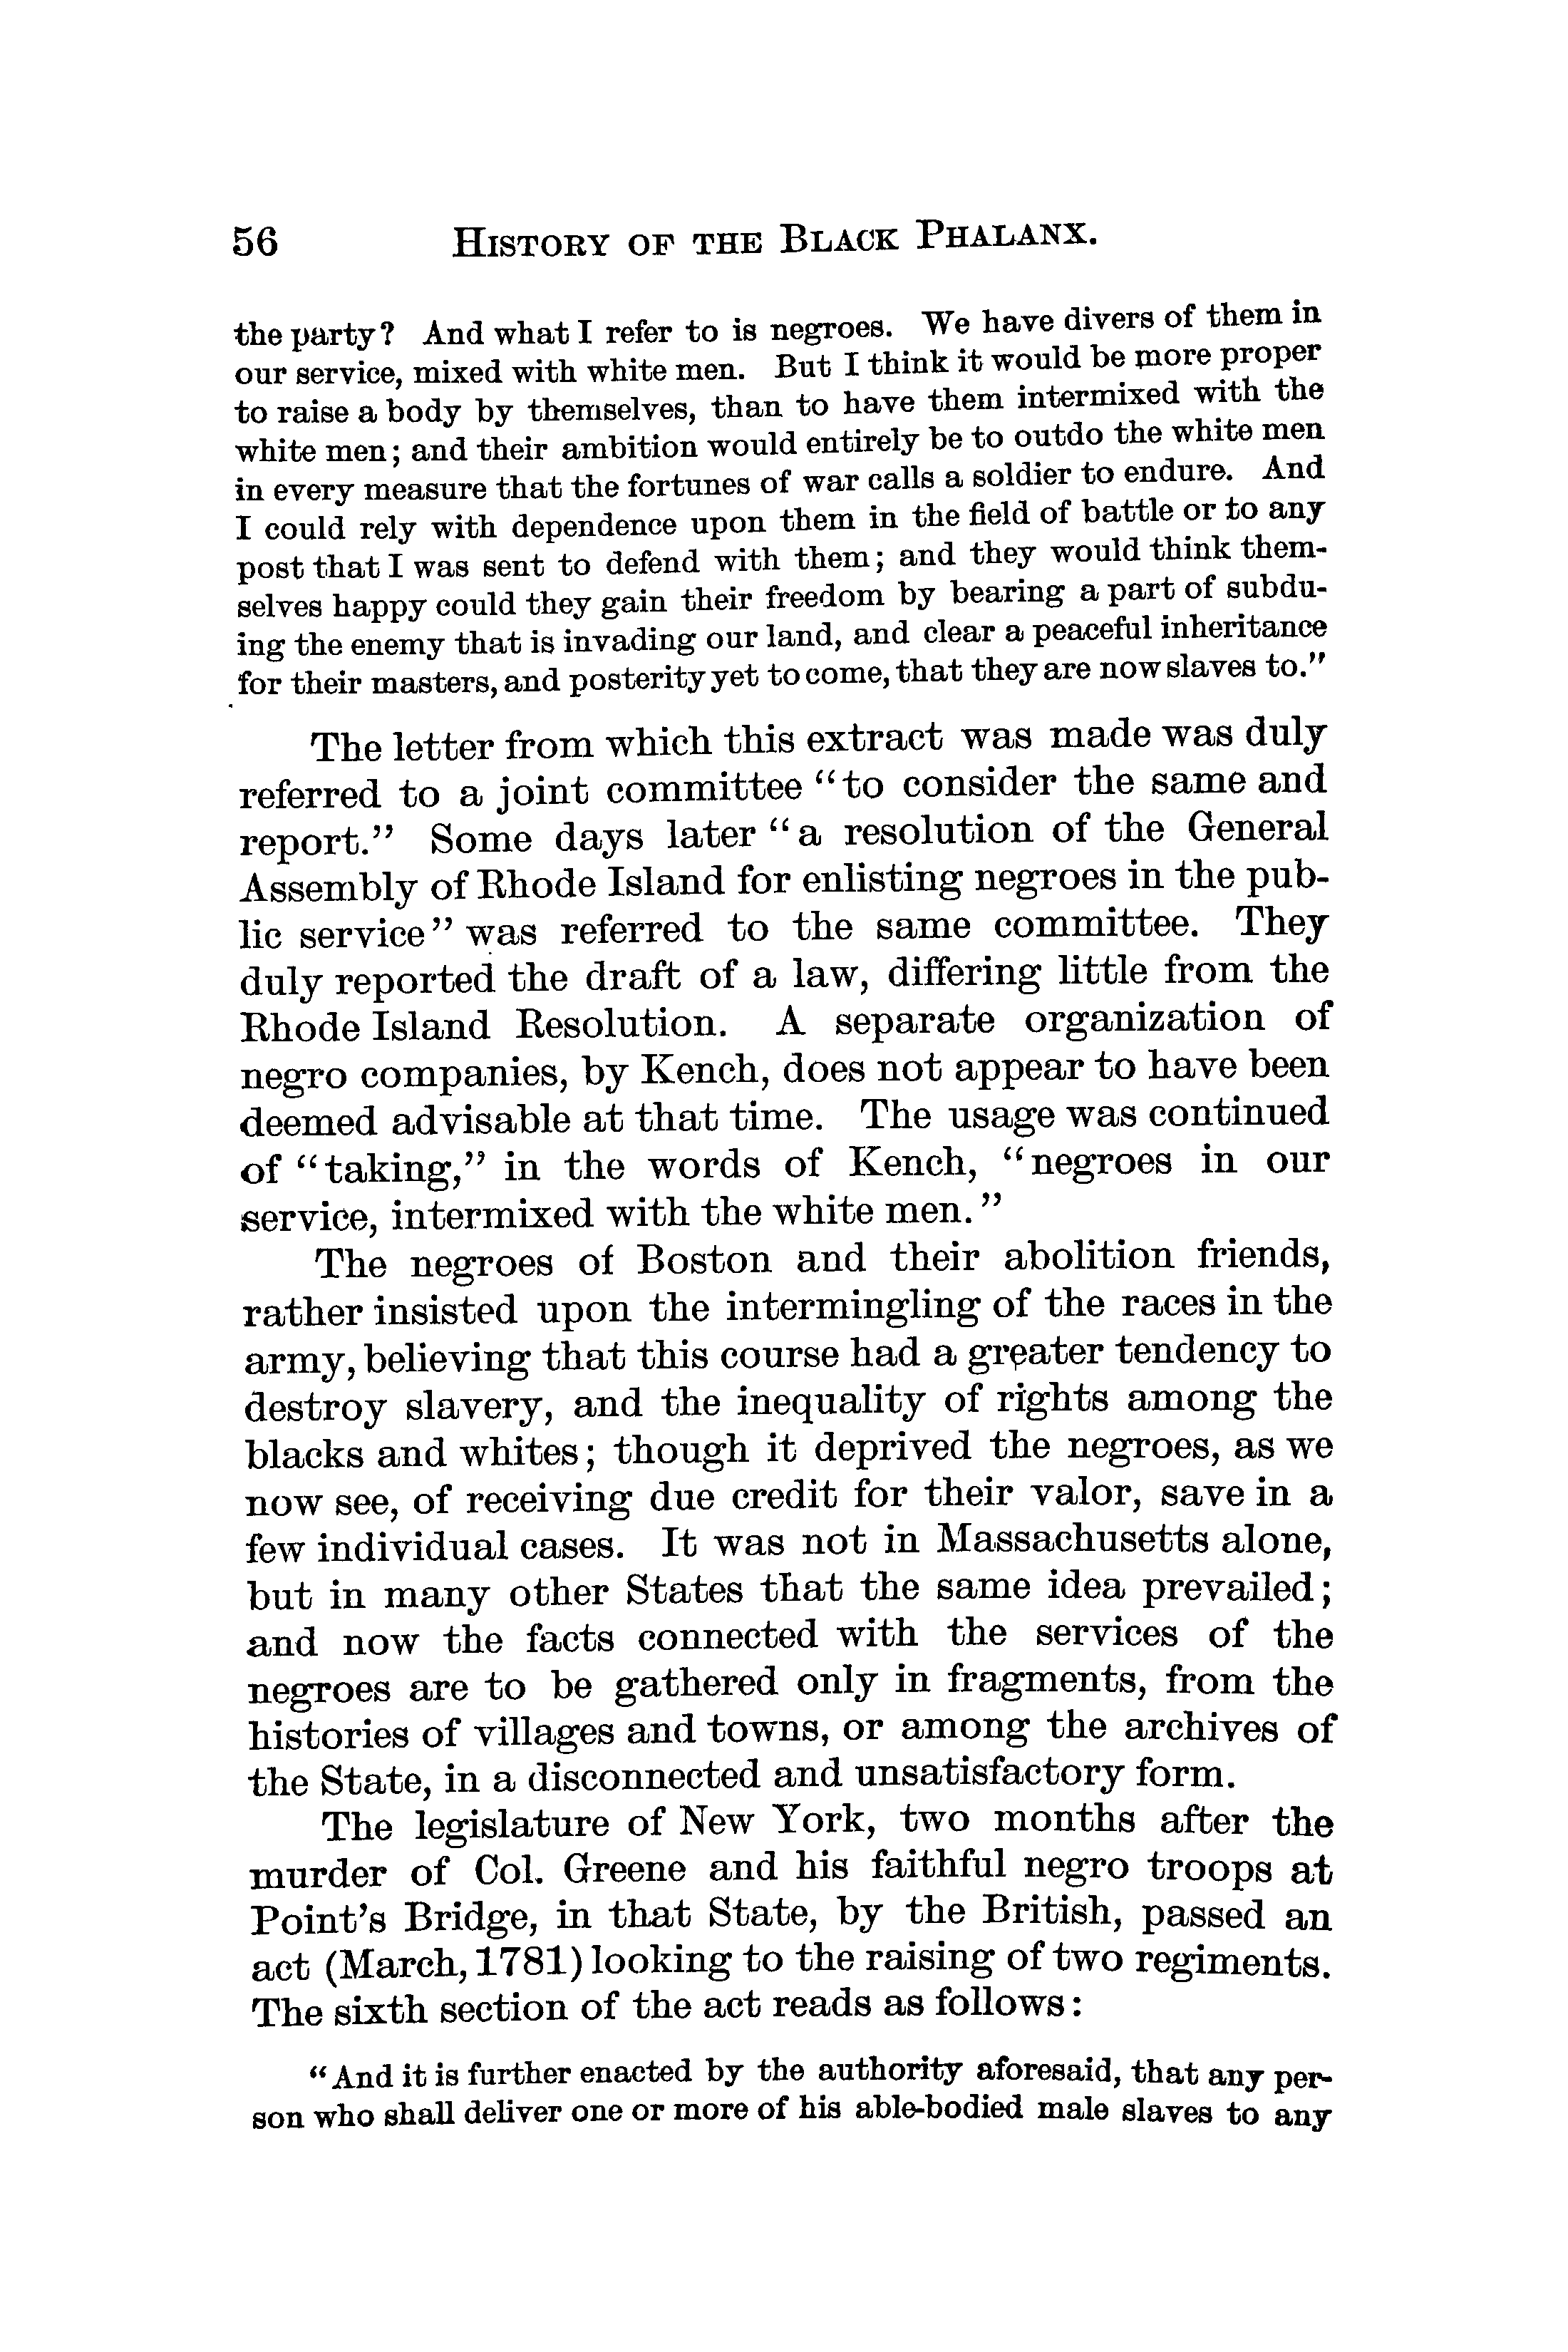 56 HISTORY OF THE BLACK PHALANX.
the party? And what I refer to is negroes. We have divers of them in
our service, mixed with white men. But I think it would be more proper
to raise a body by themselves, than to have them intermixed with the
white men; and their ambition would entirely be to outdo the white men
in every measure that the fortunes of war calls a soldier to endure. And
I could rely with dependence upon them in the field of battle or to any
post that I was sent to defend with them; and they would think them-
selves happy could they gain their freedom by bearing a part of subdu-
ing the enemy that is invading our land, and clear a peaceful inheritance
for their masters, and posterity yet to come, that they are now slaves to."
The letter from which this extract was made was duly
referred to a joint committee "to consider the same and
report." Some days later "a resolution of the General
Assembly of Rhode Island for enlisting negroes in the pub-
lic service" was referred to the same committee. They
duly reported the draft of a law, differing little from the
Rhode Island Resolution. A separate organization of
negro companies, by Kench, does not appear to have been
deemed advisable at that time. The usage was continued
of "taking," in the words of Kench, "negroes in our
service, intermixed with the white men."
The negroes of Boston and their abolition friends,
rather insisted upon the intermingling of the races in the
army, believing that this course had a greater tendency to
destroy slavery, and the inequality of rights among the
blacks and whites; though it deprived the negroes, as we
now see, of receiving due credit for their valor, save in a
few individual cases. It was not in Massachusetts alone,
but in many other States that the same idea prevailed;
and now the facts connected with the services of the
negroes are to be gathered only in fragments, from the
histories of villages and towns, or among the archives of
the State, in a disconnected and unsatisfactory form.
The legislature of New York, two months after the
murder of Col. Greene and his faithful negro troops at
Point's Bridge, in that State, by the British, passed an
act (March, 1781) looking to the raising of two regiments.
The sixth section of the act reads as follows:
"And it is further enacted by the authority aforesaid, that any per-
son who shall deliver one or more of his able-bodied male slaves to any